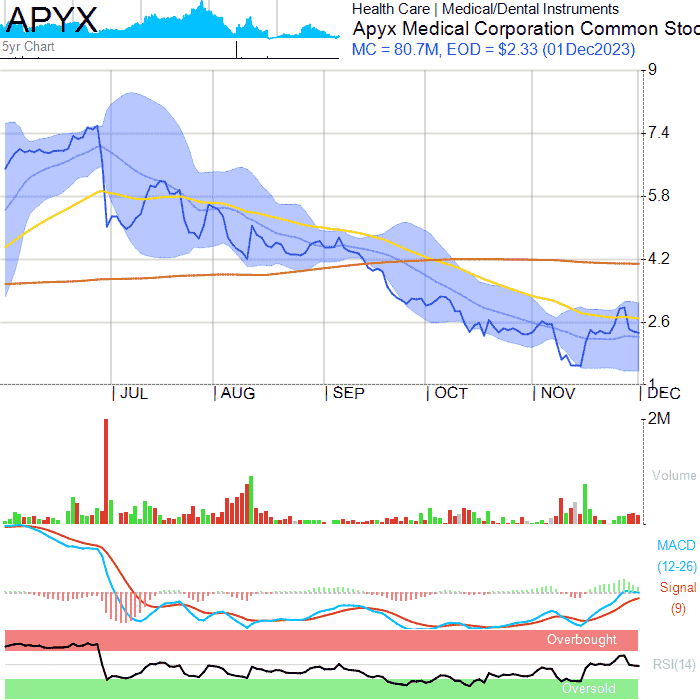 APYX
5yr Chart
Health Care | Medical/Dental Instruments
Apyx Medical Corporation Common Stoc
MC = 80.7M, EOD = $2.33 (01Dec2023)
9
7.4
5.8
4.2
2.6
1
JUL AUG SEP OCT NOV DEC
2M
Volume
MACD
(12-26)
Signal
(9)
Overbought
RSI(14)
Oversold